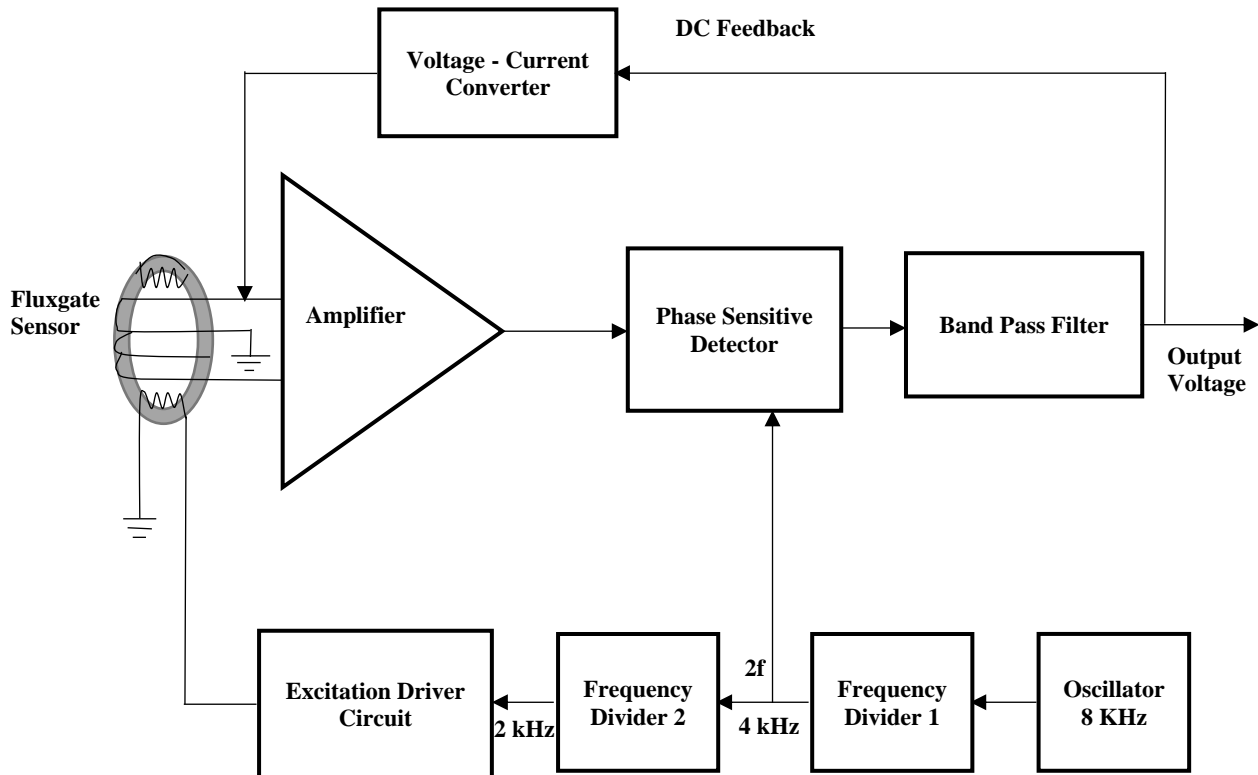 DC Feedback
Voltage - Current
Converter
Fluxgate
Sensor
Amplifier
Phase Sensitive
Detector
Band Pass Filter
Output
Voltage
Excitation Driver
Circuit
2 kHz
Frequency
Divider 2
2f
4 kHz
Frequency
Divider 1
Oscillator
8 KHz